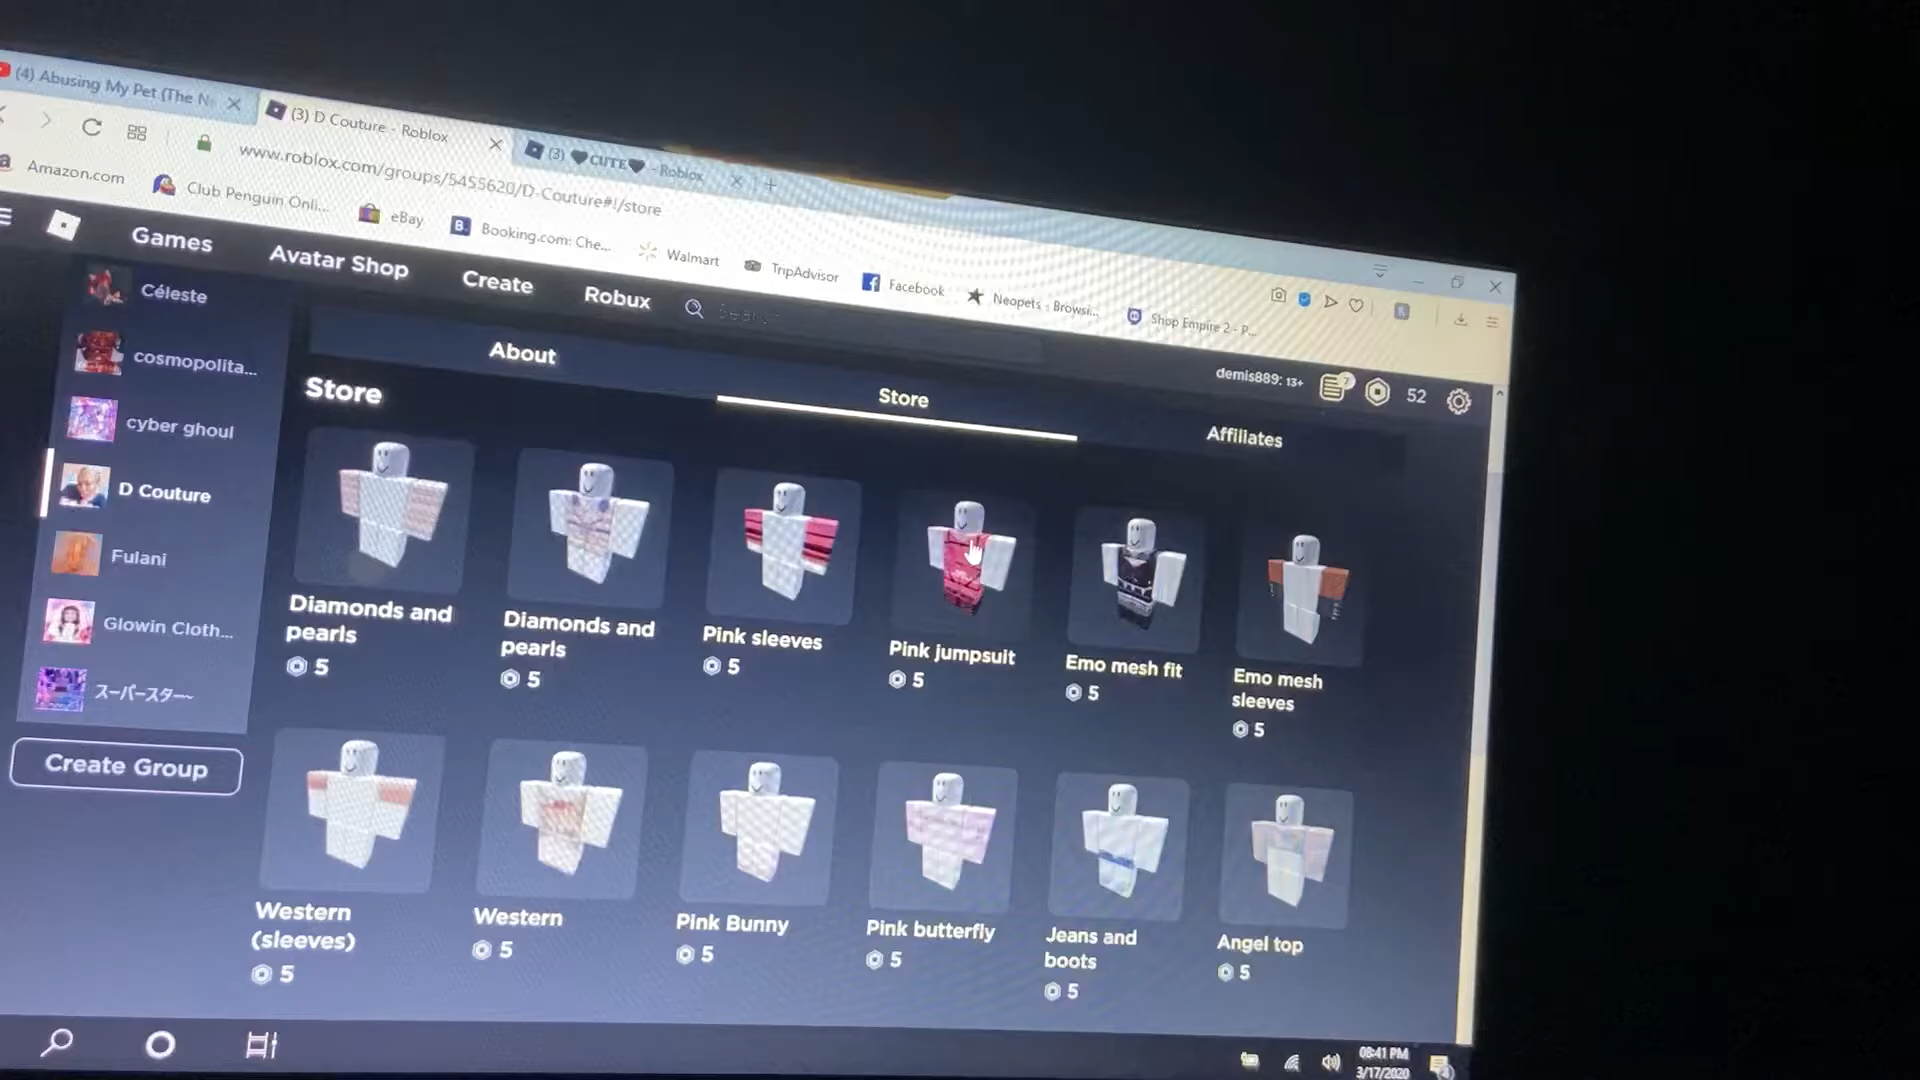 (4) Abusing My Pet (The N
(3) D Couture - Roblox
(3) 🖤CUTE🖤 - Roblox
www.roblox.com/groups/5455620/D-Couture#!/store
Amazon.com
Club Penguin Onli...
eBay
Booking.com: Che...
Walmart
TripAdvisor
Facebook
Neopets - Browsi...
Shop Empire 2 - P...
Games
Avatar Shop
Create
Robux
Search
demis889: 13+
7
52
Céleste
cosmopolita...
cyber ghoul
D Couture
Fulani
Glowin Cloth...
スーパースター~
Create Group
About
Store
Affiliates
Store
Diamonds and
pearls
5
Diamonds and
pearls
5
Pink sleeves
5
Pink jumpsuit
5
Emo mesh fit
5
Emo mesh
sleeves
5
Western
(sleeves)
5
Western
5
Pink Bunny
5
Pink butterfly
5
Jeans and
boots
5
Angel top
5
08:41 PM
3/17/2020
4